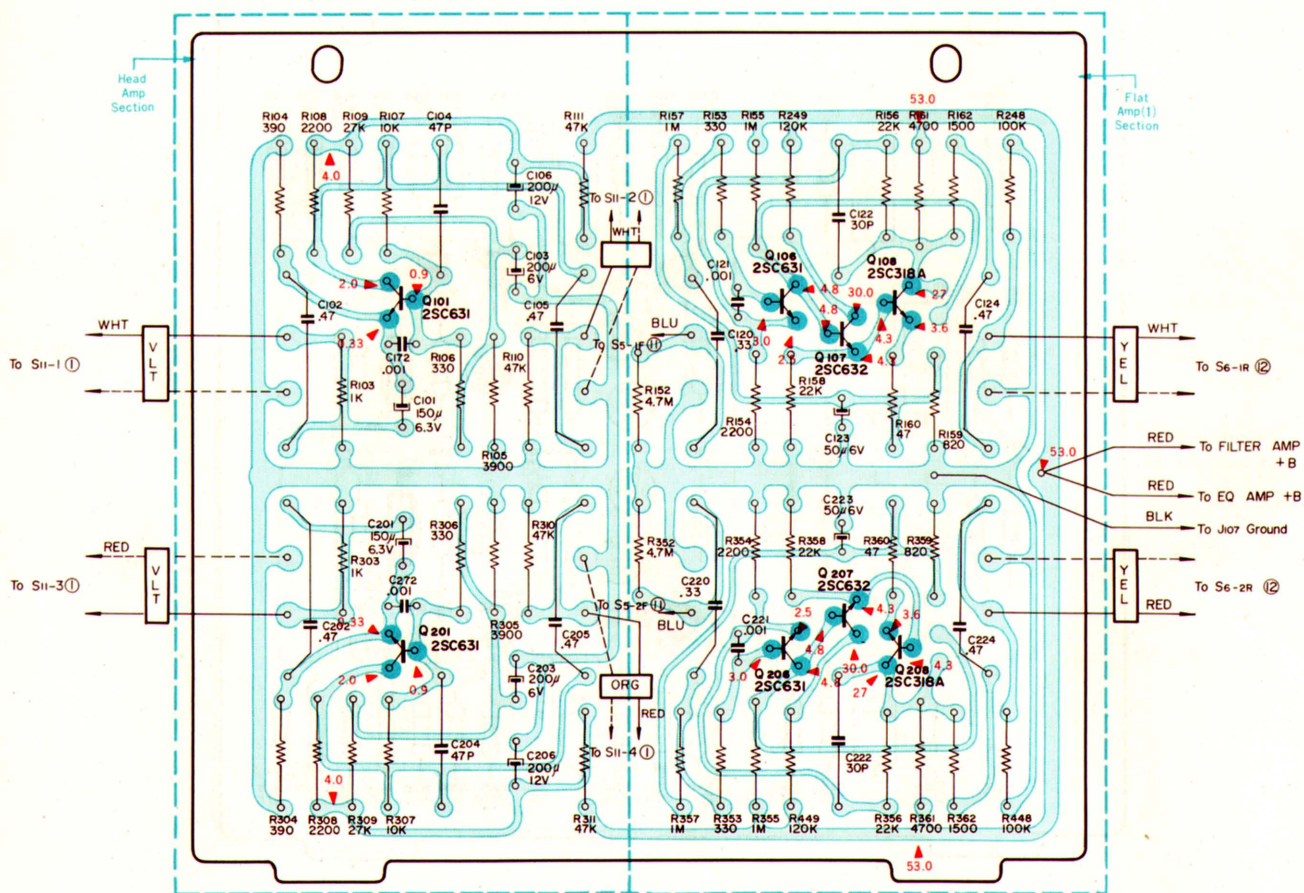 Head
Amp
Section
Flat
Amp(1)
Section
53.0
R104
390
R108
2200
R109
27K
R107
10K
C104
47P
R111
47K
R157
1M
R153
330
R155
1M
R249
120K
R156
22K
R161
4700
R162
1500
R248
100K
4.0
C106
200μ
12V
To S11-2 ①
WHT
C122
30P
C103
200μ
6V
C121
.001
Q106
2SC631
Q108
2SC318A
2.0
0.9
Q101
2SC631
C102
.47
C105
.47
4.8
4.8
30.0
27
C124
.47
3.6
WHT
VLT
0.33
C172
.001
R106
330
R110
47K
BLU
To S5-1F ⑪
C120
.33
3.0
Q107
2SC632
4.3
YEL
WHT
To S11-1 ①
To S6-1R ⑫
R103
1K
C101
150μ
6.3V
R152
4.7M
R158
22K
R154
2200
C123
50μ6V
R160
47
R159
820
R105
3900
RED
To FILTER AMP
+B
53.0
RED
To EQ AMP +B
BLK
To J107 Ground
RED
VLT
To S11-3 ①
C201
150μ
6.3V
R306
330
R310
47K
R303
1K
C272
.001
R352
4.7M
R354
2200
R358
22K
C223
50μ6V
R360
47
R359
820
YEL
To S6-2R ⑫
RED
Q207
2SC632
C220
.33
To S5-2F ⑪
BLU
C202
.47
0.33
Q201
2SC631
R305
3900
C205
.47
C221
.001
2.5
4.3
3.6
4.8
C224
.47
2.0
0.9
C203
200μ
6V
ORG
RED
3.0
2SC631
4.8
30.0
27
Q208
2SC318A
4.3
C204
47P
C206
200μ
12V
To S11-4 ①
C222
30P
4.0
R304
390
R308
2200
R309
27K
R307
10K
R311
47K
R357
1M
R353
330
R355
1M
R449
120K
R356
22K
R361
4700
R362
1500
R448
100K
53.0